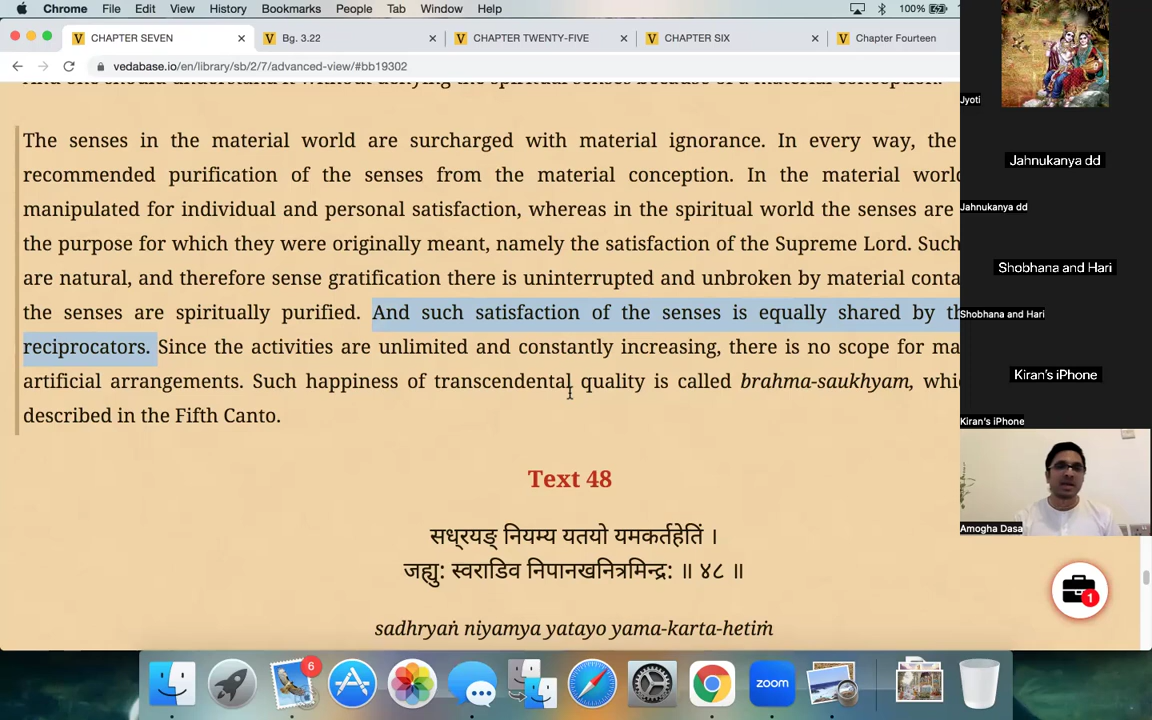 Chrome File Edit View History Bookmarks People Tab Window Help
100%
CHAPTER SEVEN
Bg. 3.22
CHAPTER TWENTY-FIVE
CHAPTER SIX
Chapter Fourteen
vedabase.io/en/library/sb/2/7/advanced-view/#bb19302
The senses in the material world are surcharged with material ignorance. In every way, the
recommended purification of the senses from the material conception. In the material world
manipulated for individual and personal satisfaction, whereas in the spiritual world the senses are
the purpose for which they were originally meant, namely the satisfaction of the Supreme Lord. Such
are natural, and therefore sense gratification there is uninterrupted and unbroken by material conta
the senses are spiritually purified. And such satisfaction of the senses is equally shared by th
reciprocators. Since the activities are unlimited and constantly increasing, there is no scope for ma
artificial arrangements. Such happiness of transcendental quality is called brahma-saukhyam, whi
described in the Fifth Canto.
Text 48
सध्रयङ् नियम्य यतयो यमकर्तहेतिं ।
जह्यु: स्वराडिव निपानखनित्रमिन्द्र: ॥ ४८ ॥
sadhryaṅ niyamya yatayo yama-karta-hetiṁ
Jyoti
Jahnukanya dd
Jahnukanya dd
Shobhana and Hari
Shobhana and Hari
Kiran's iPhone
Kiran's iPhone
Amogha Dasa
1
6
zoom